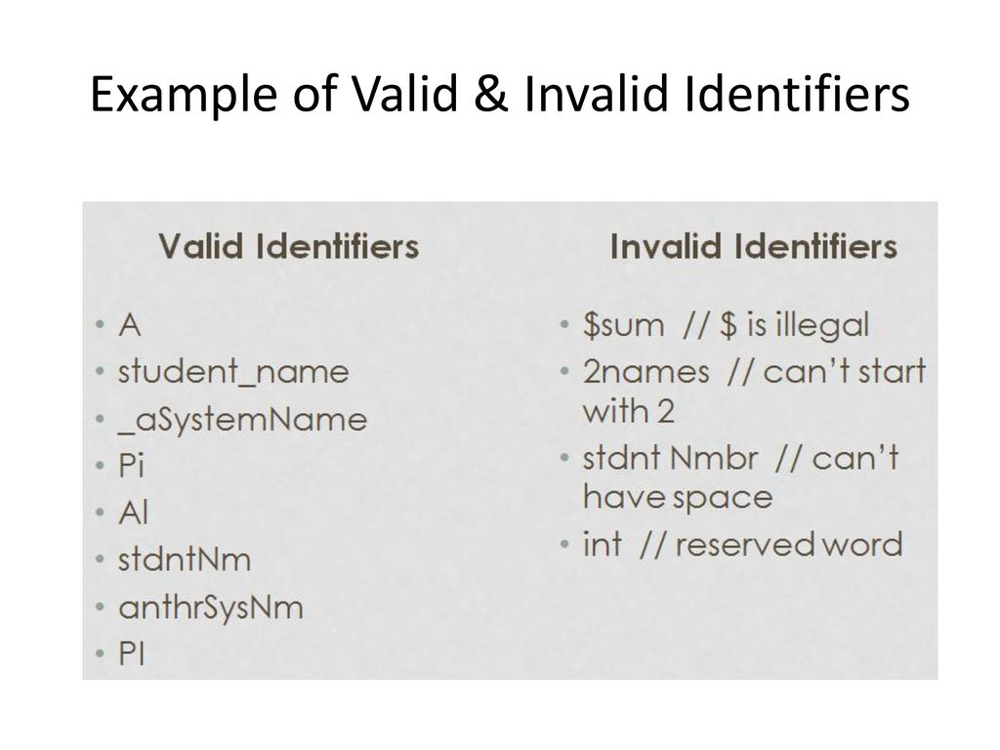 Example of Valid & Invalid Identifiers
Valid Identifiers
• A
• student_name
• _aSystemName
• Pi
• Al
• stdntNm
• anthrSysNm
• PI
Invalid Identifiers
• $sum // $ is illegal
• 2names // can't start
with 2
• stdnt Nmbr // can't
have space
• int // reserved word